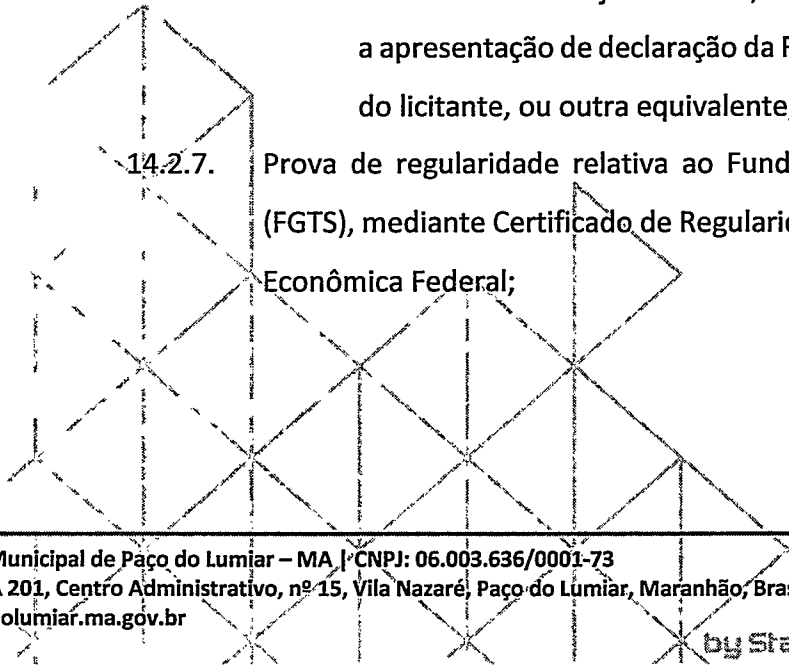 a apresentação de declaração da
do licitante, ou outra equivalente,
14.2.7. Prova de regularidade relativa ao Fund
(FGTS), mediante Certificado de Regulari
Econômica Federal;
Municipal de Paço do Lumiar – MA | CNPJ: 06.003.636/0001-73
201, Centro Administrativo, nº 15, Vila Nazaré, Paço do Lumiar, Maranhão, Bras
olumiar.ma.gov.br
by Sta